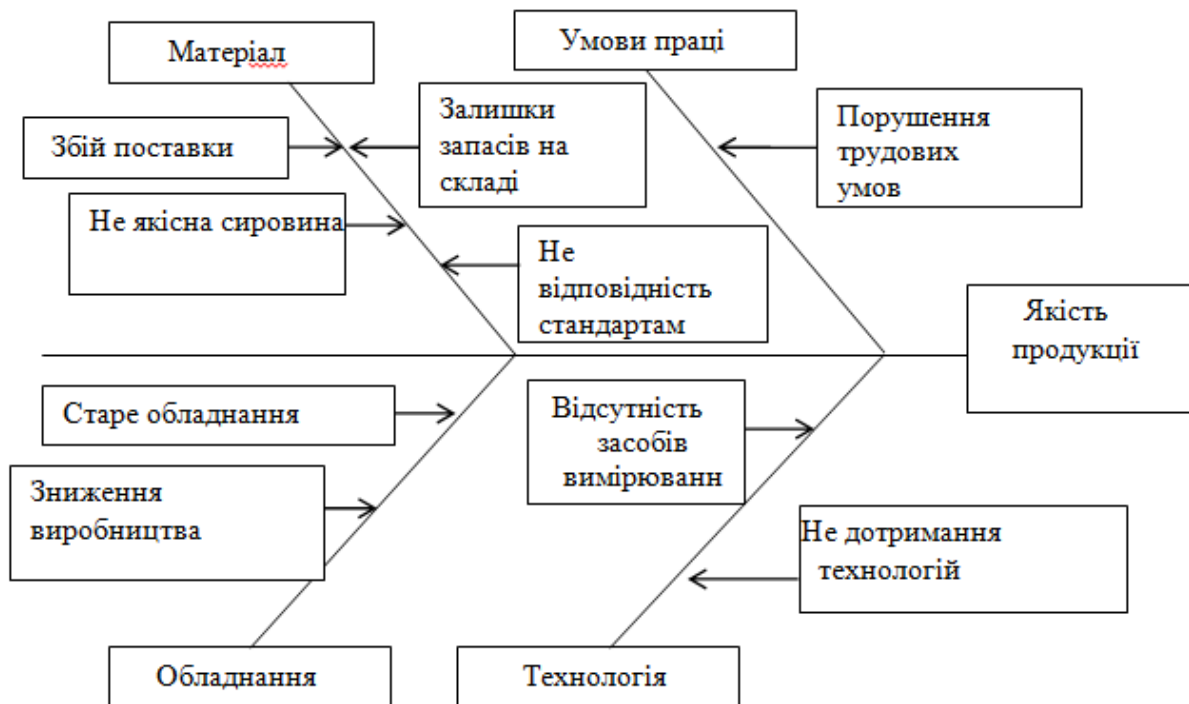 Матеріал
Умови праці
Збій поставки
Залишки
запасів на
складі
Порушення
трудових
умов
Не якісна сировина
Не
відповідність
стандартам
Якість
продукції
Старе обладнання
Відсутність
засобів
вимірюванн
Зниження
виробництва
Не дотримання
технологій
Обладнання
Технологія